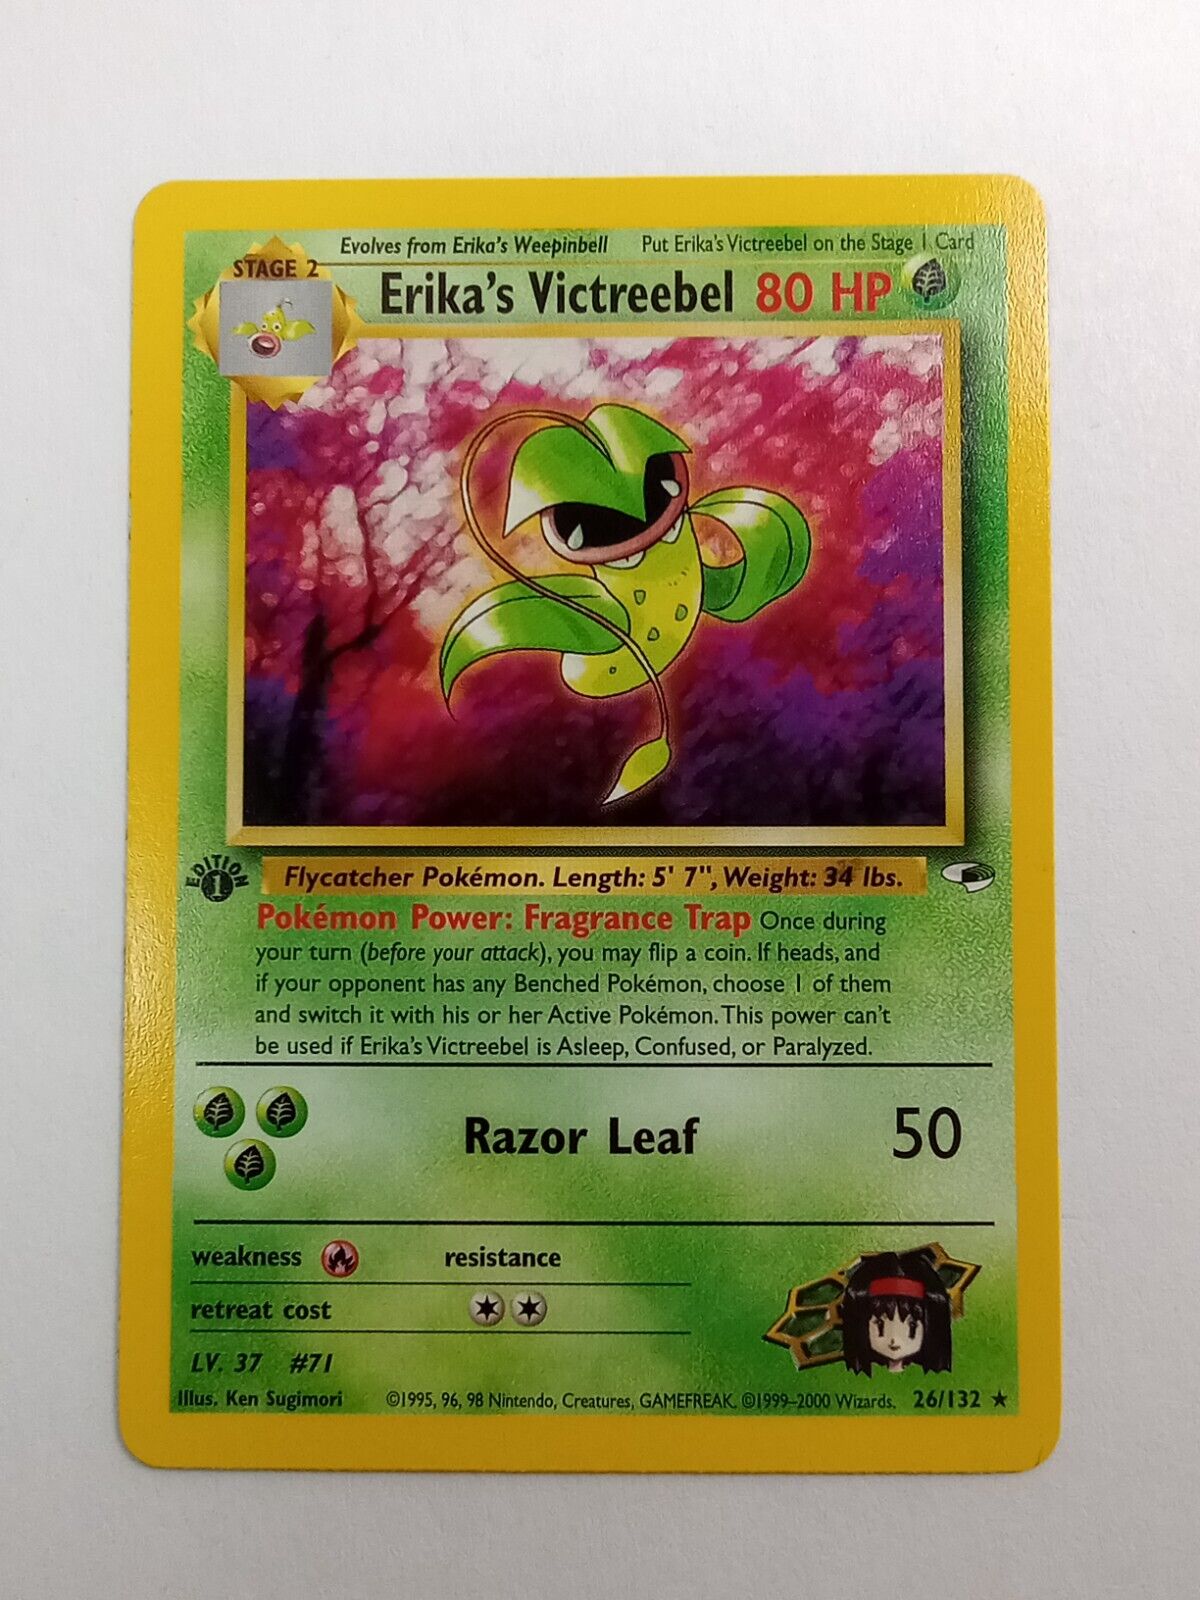 Evolves from Erika's Weepinbell Put Erika's Victreebel on the Stage 1 Card
STAGE 2
Erika's Victreebel 80 HP
EDITION
1
Flycatcher Pokémon. Length: 5' 7", Weight: 34 lbs.
Pokémon Power: Fragrance Trap Once during
your turn (before your attack), you may flip a coin. If heads, and
if your opponent has any Benched Pokémon, choose 1 of them
and switch it with his or her Active Pokémon. This power can't
be used if Erika's Victreebel is Asleep, Confused, or Paralyzed.
Razor Leaf 50
weakness resistance
retreat cost
LV. 37 #71
Illus. Ken Sugimori ©1995, 96, 98 Nintendo, Creatures, GAMEFREAK. ©1999–2000 Wizards. 26/132 ★